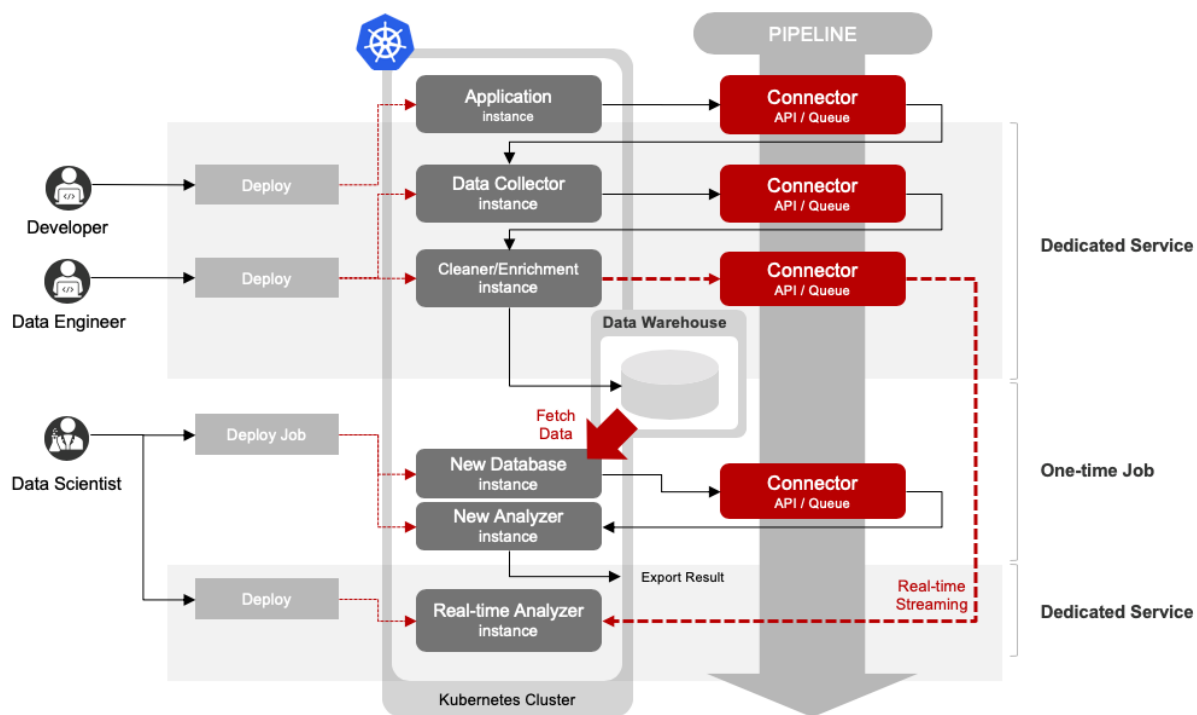 PIPELINE
Application
instance
Connector
API / Queue
Developer
Deploy
Data Collector
instance
Connector
API / Queue
Dedicated Service
Data Engineer
Deploy
Cleaner/Enrichment
instance
Connector
API / Queue
Data Warehouse
Fetch
Data
Data Scientist
Deploy Job
New Database
instance
Connector
API / Queue
One-time Job
New Analyzer
instance
Export Result
Deploy
Real-time Analyzer
instance
Real-time
Streaming
Dedicated Service
Kubernetes Cluster